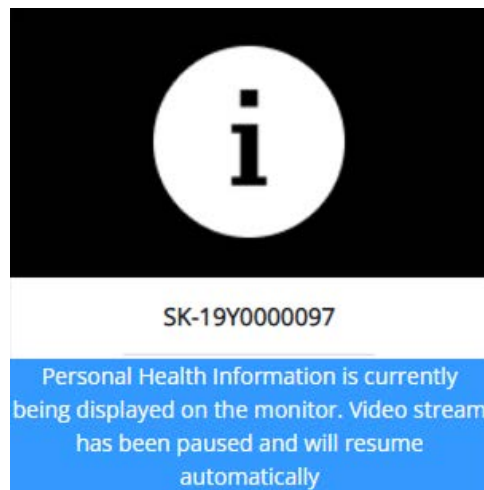 i
SK-19Y0000097
Personal Health Information is currently
being displayed on the monitor. Video stream
has been paused and will resume
automatically